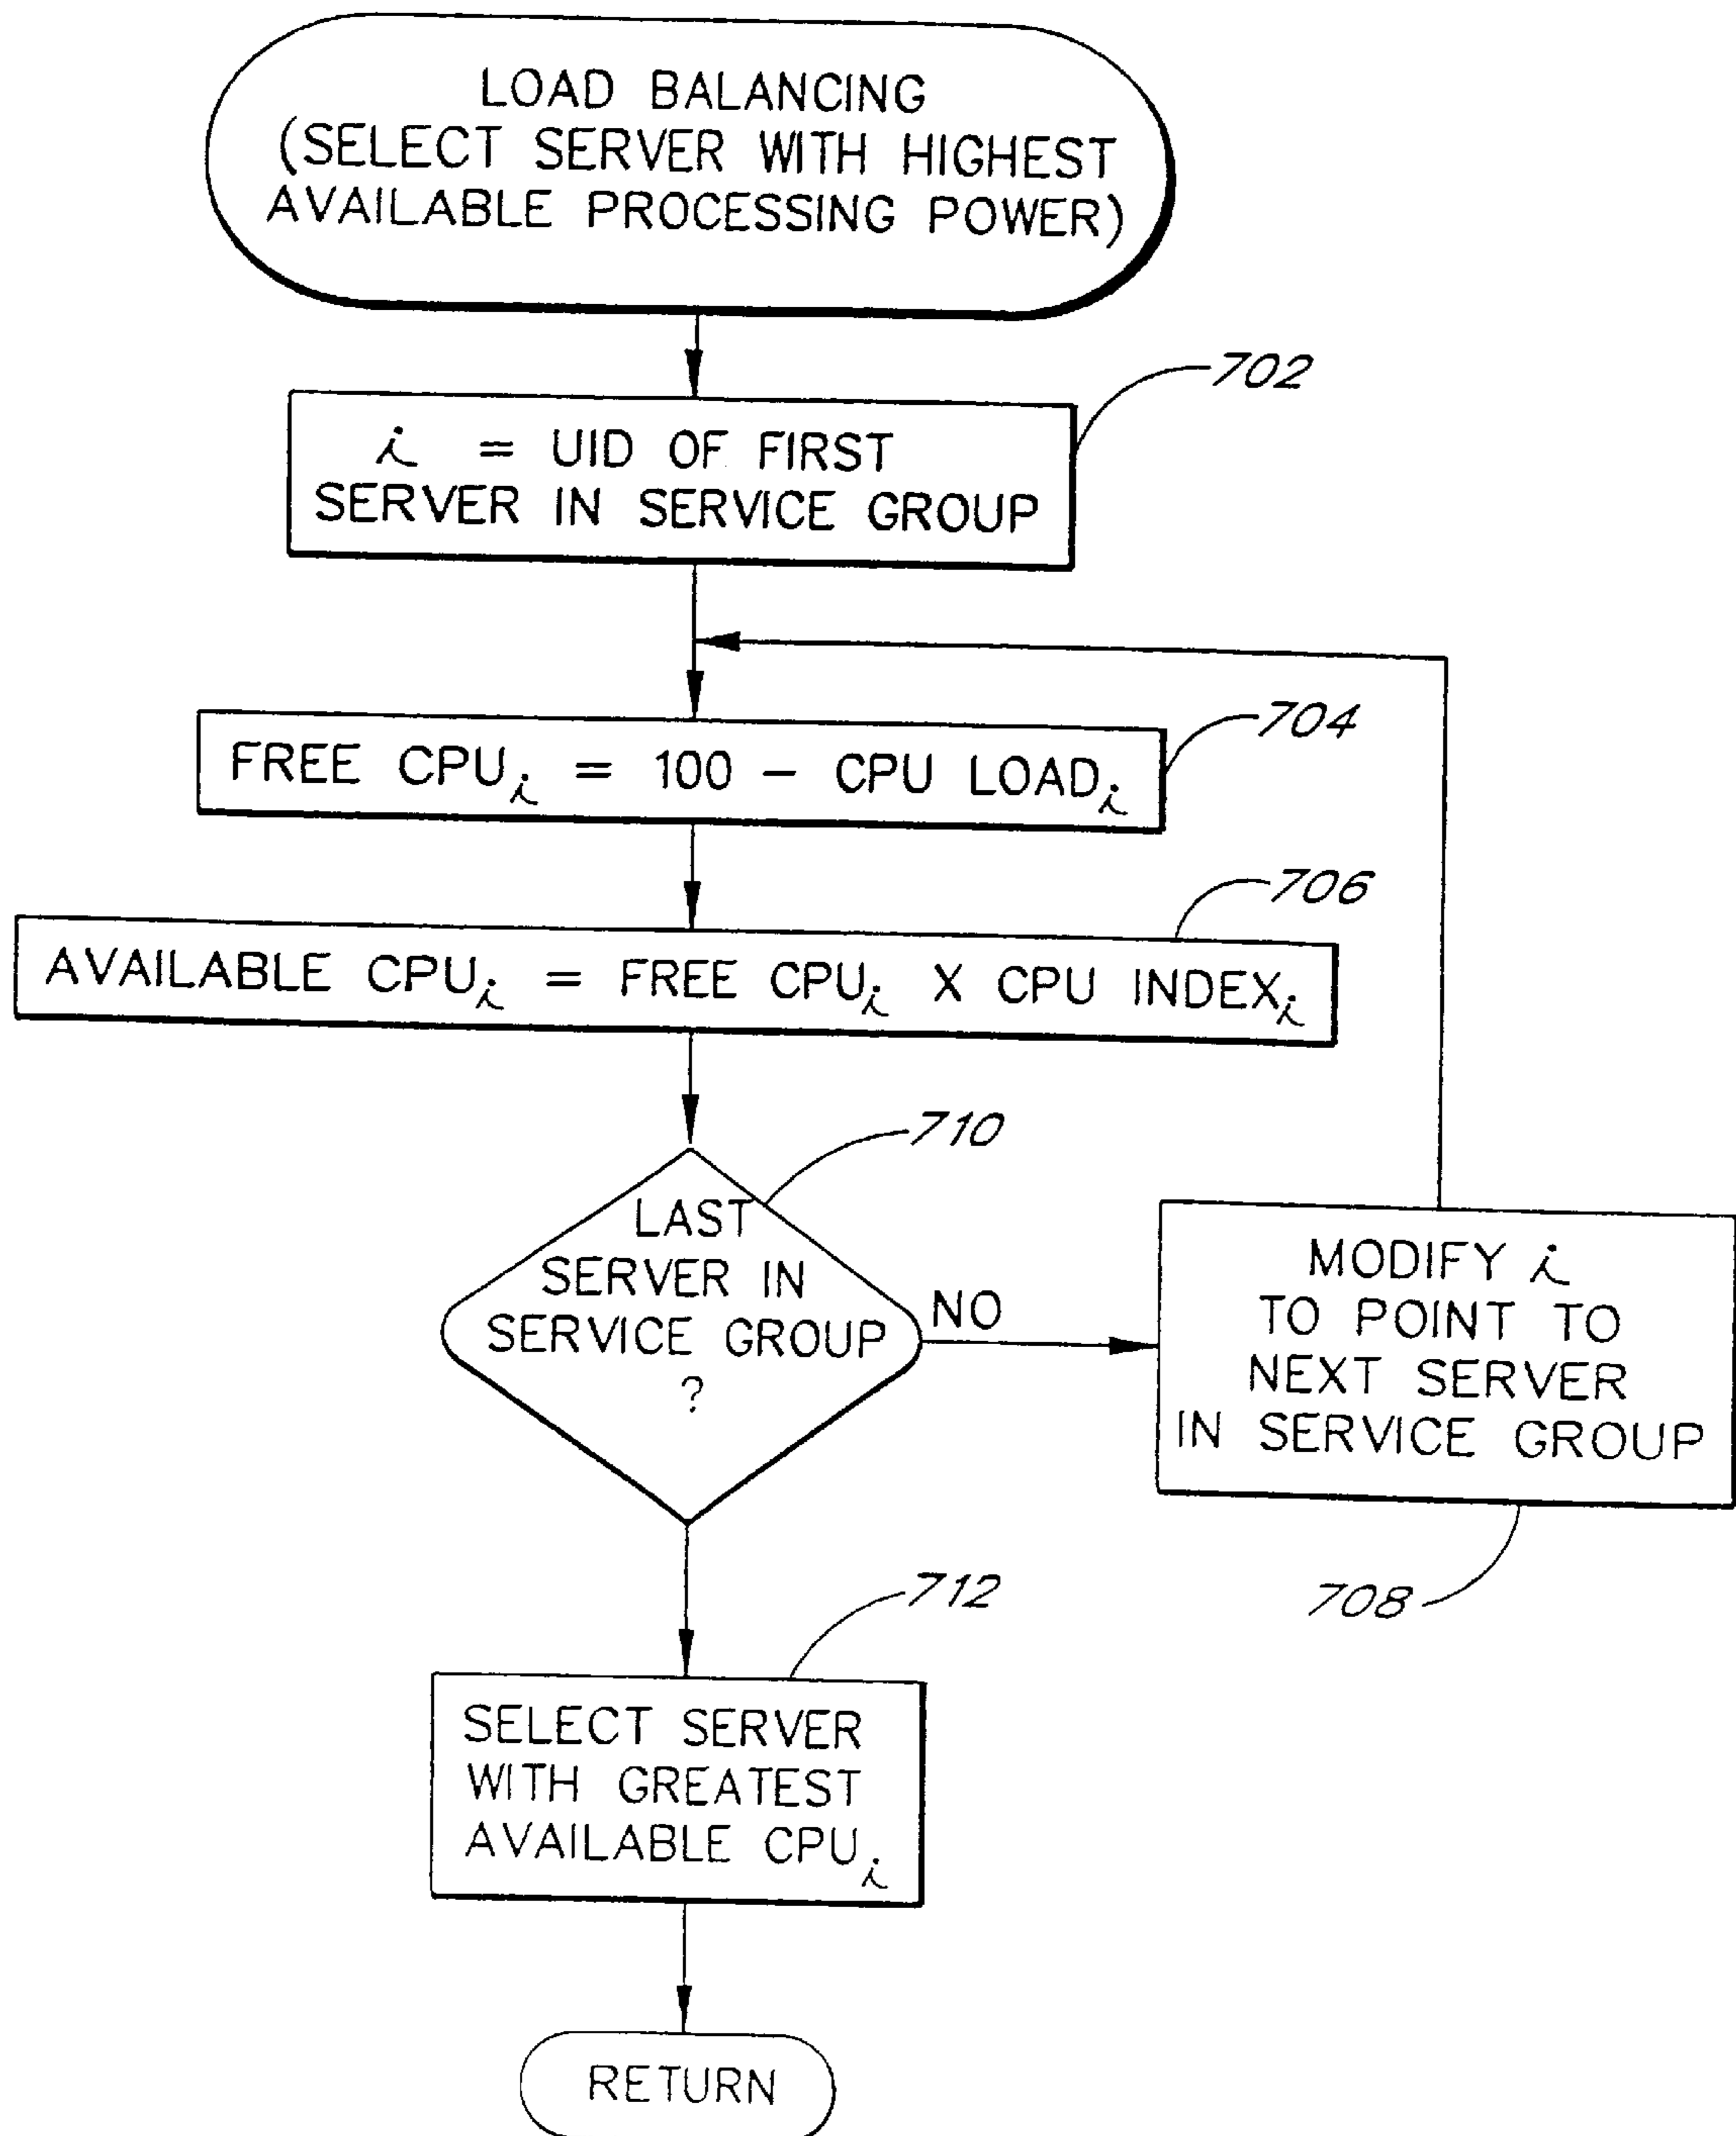 LOAD BALANCING
(SELECT SERVER WITH HIGHEST
AVAILABLE PROCESSING POWER)
702
i = UID OF FIRST
SERVER IN SERVICE GROUP
704
FREE CPUi = 100 – CPU LOADi
706
AVAILABLE CPUi = FREE CPUi X CPU INDEXi
710
LAST
SERVER IN
SERVICE GROUP
?
NO
MODIFY i
TO POINT TO
NEXT SERVER
IN SERVICE GROUP
708
712
SELECT SERVER
WITH GREATEST
AVAILABLE CPUi
RETURN